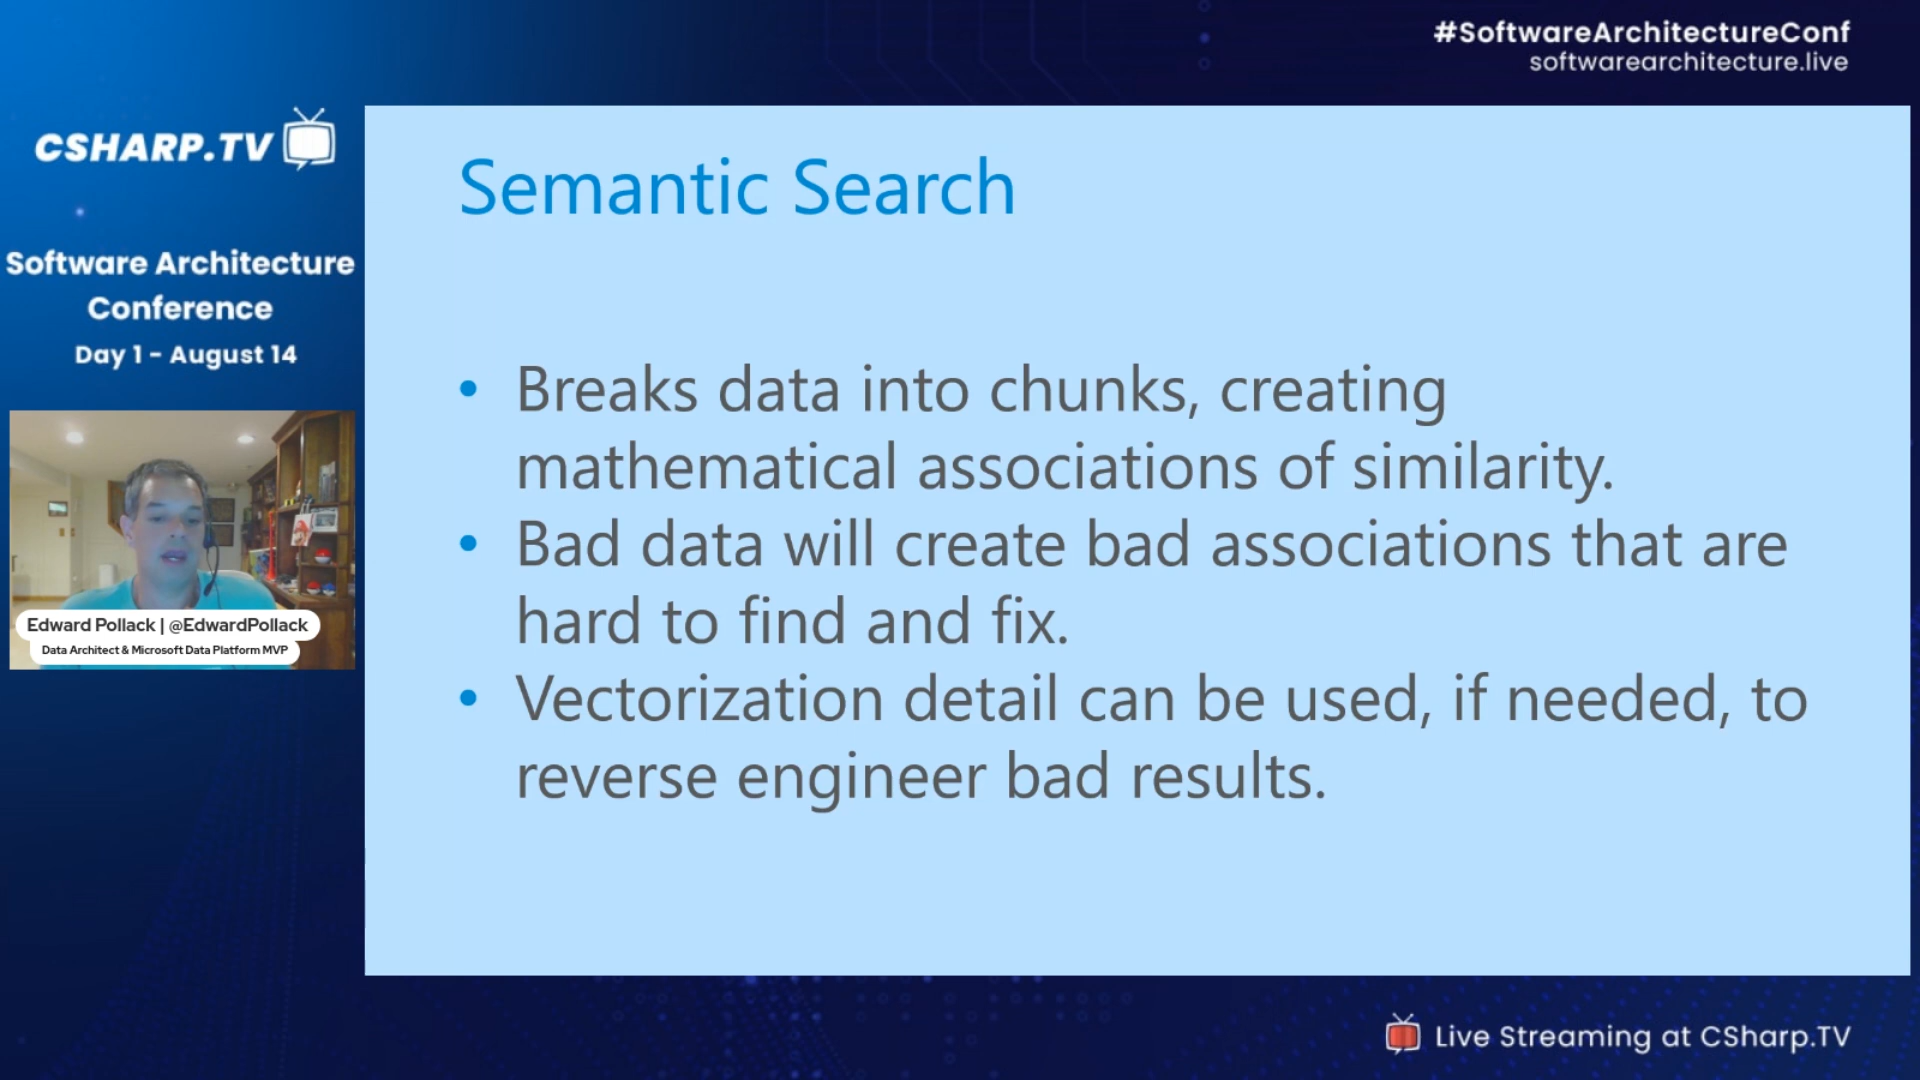 #SoftwareArchitectureConf
softwarearchitecture.live
CSHARP.TV
Software Architecture
Conference
Day 1 - August 14
Edward Pollack | @EdwardPollack
Data Architect & Microsoft Data Platform MVP
Semantic Search
• Breaks data into chunks, creating
mathematical associations of similarity.
• Bad data will create bad associations that are
hard to find and fix.
• Vectorization detail can be used, if needed, to
reverse engineer bad results.
Live Streaming at CSharp.TV